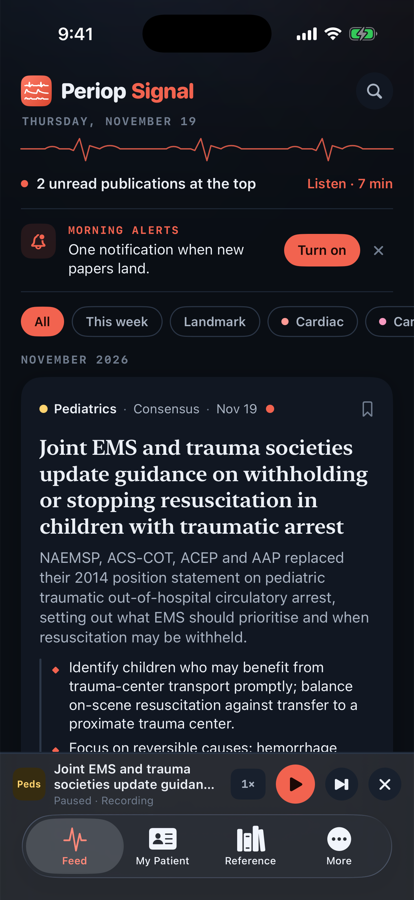 9:41
Periop Signal
THURSDAY, NOVEMBER 19
2 unread publications at the top
Listen · 7 min
MORNING ALERTS
One notification when new
papers land.
Turn on
All
This week
Landmark
Cardiac
Car
NOVEMBER 2026
Pediatrics · Consensus · Nov 19
Joint EMS and trauma societies
update guidance on withholding
or stopping resuscitation in
children with traumatic arrest
NAEMSP, ACS-COT, ACEP and AAP replaced
their 2014 position statement on pediatric
traumatic out-of-hospital circulatory arrest,
setting out what EMS should prioritise and when
resuscitation may be withheld.
Identify children who may benefit from
trauma-center transport promptly; balance
on-scene resuscitation against transfer to a
proximate trauma center.
Focus on reversible causes: hemorrhage
Peds
Joint EMS and trauma
societies update guidan...
Paused · Recording
1×
Feed
My Patient
Reference
More